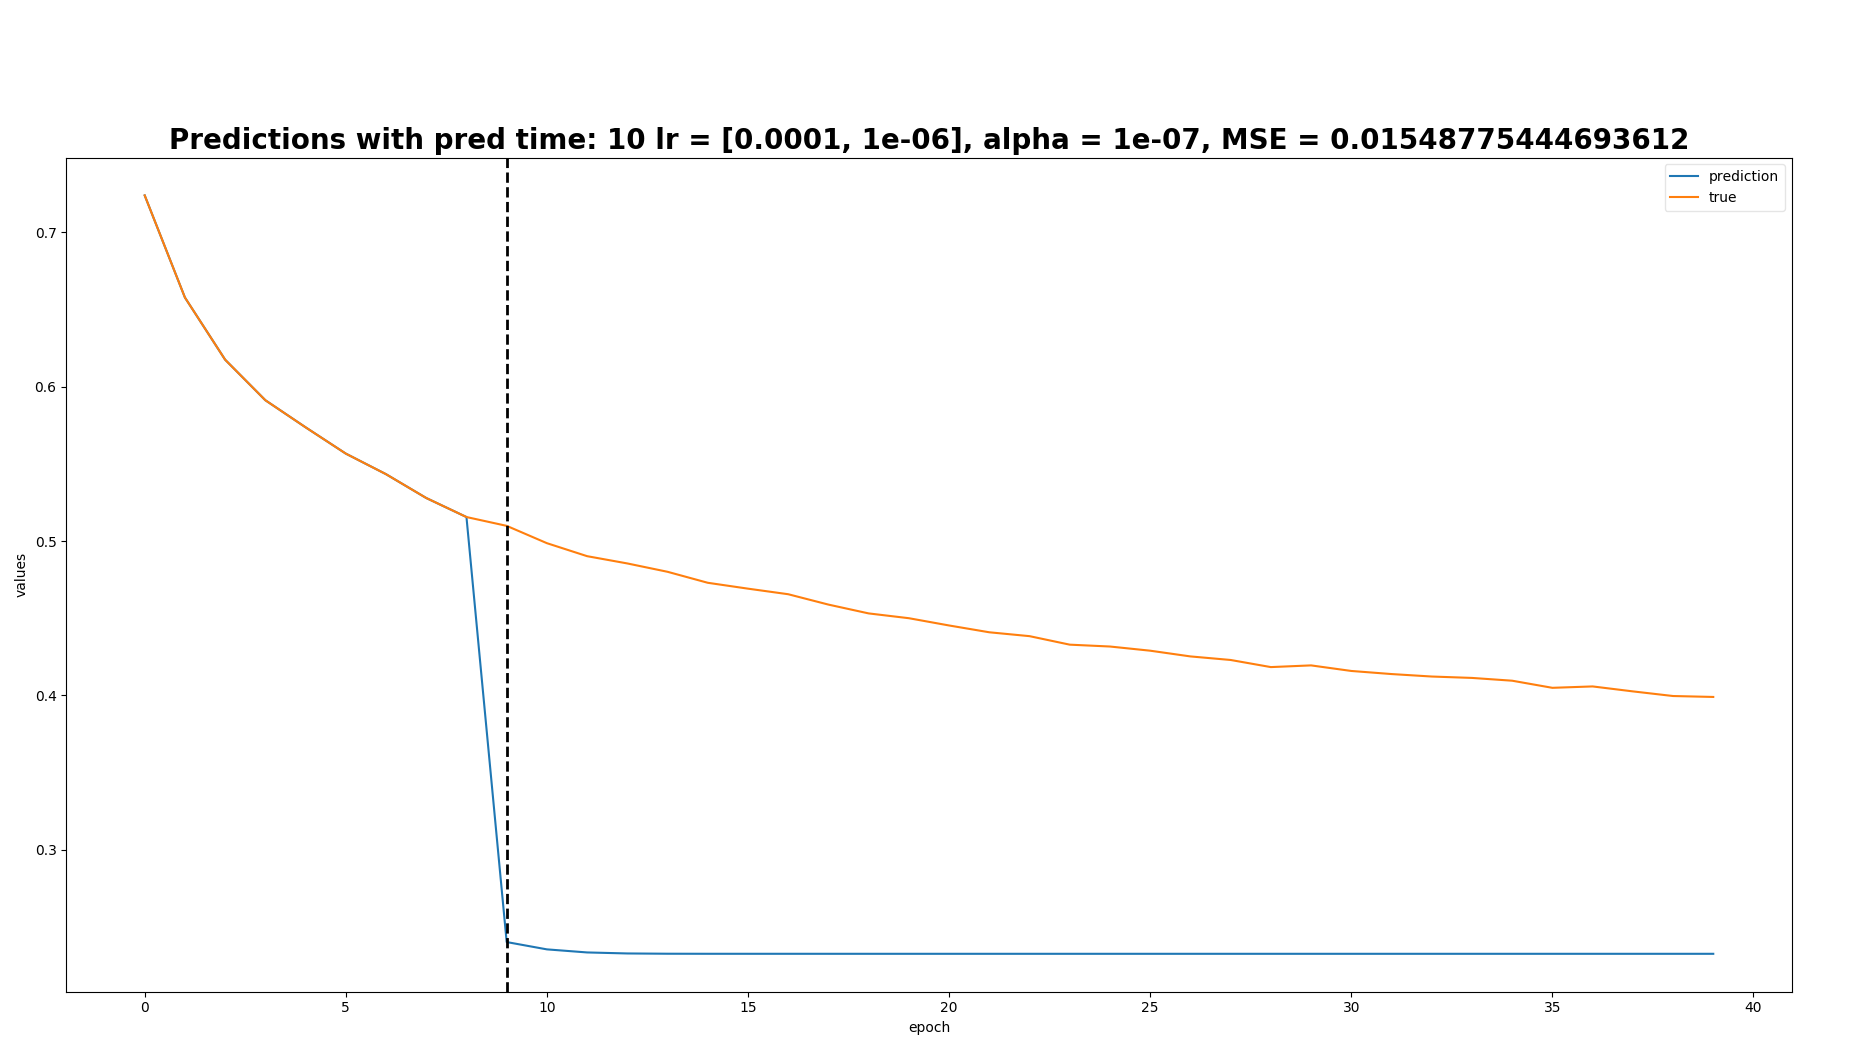 Predictions with pred time: 10 lr = [0.0001, 1e-06], alpha = 1e-07, MSE = 0.01548775444693612
prediction
true
0.7
0.6
0.5
0.4
0.3
values
0 5 10 15 20 25 30 35 40
epoch